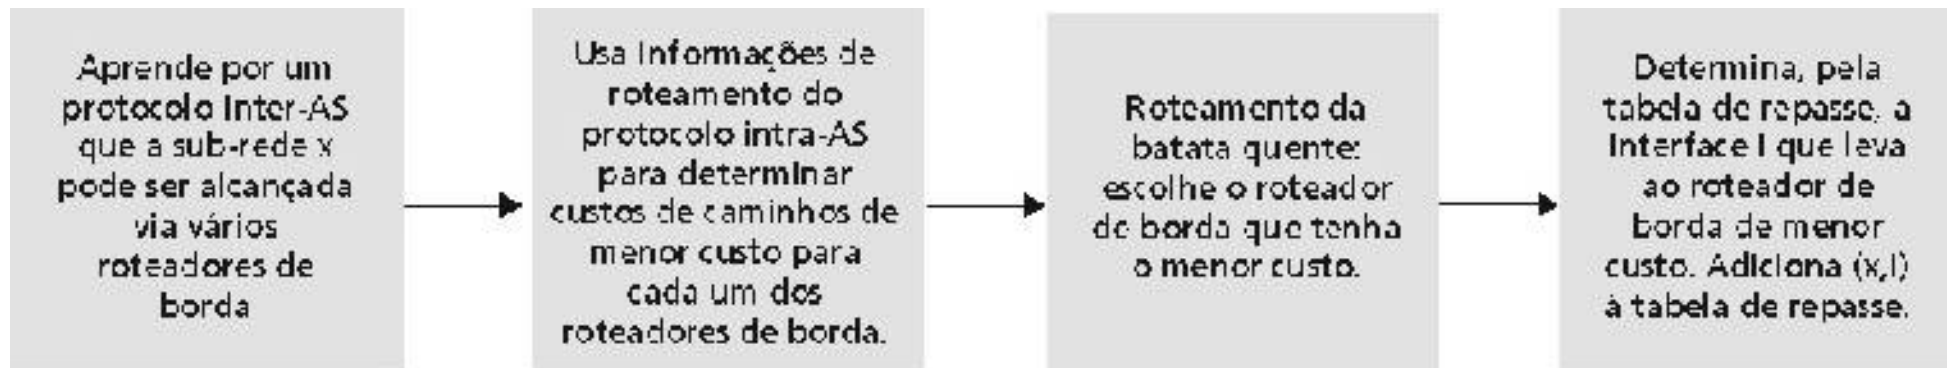 Aprende por um
protocolo Inter-AS
que a sub-rede x
pode ser alcançada
via vários
roteadores de
borda
Usa Informações de
roteamento do
protocolo intra-AS
para determinar
custos de caminhos de
menor custo para
cada um dos
roteadores de borda.
Roteamento da
batata quente:
escolhe o roteador
de borda que tenha
o menor custo.
Determina, pela
tabela de repasse, a
Interface I que leva
ao roteador de
borda de menor
custo. Adiciona (x,I)
à tabela de repasse.